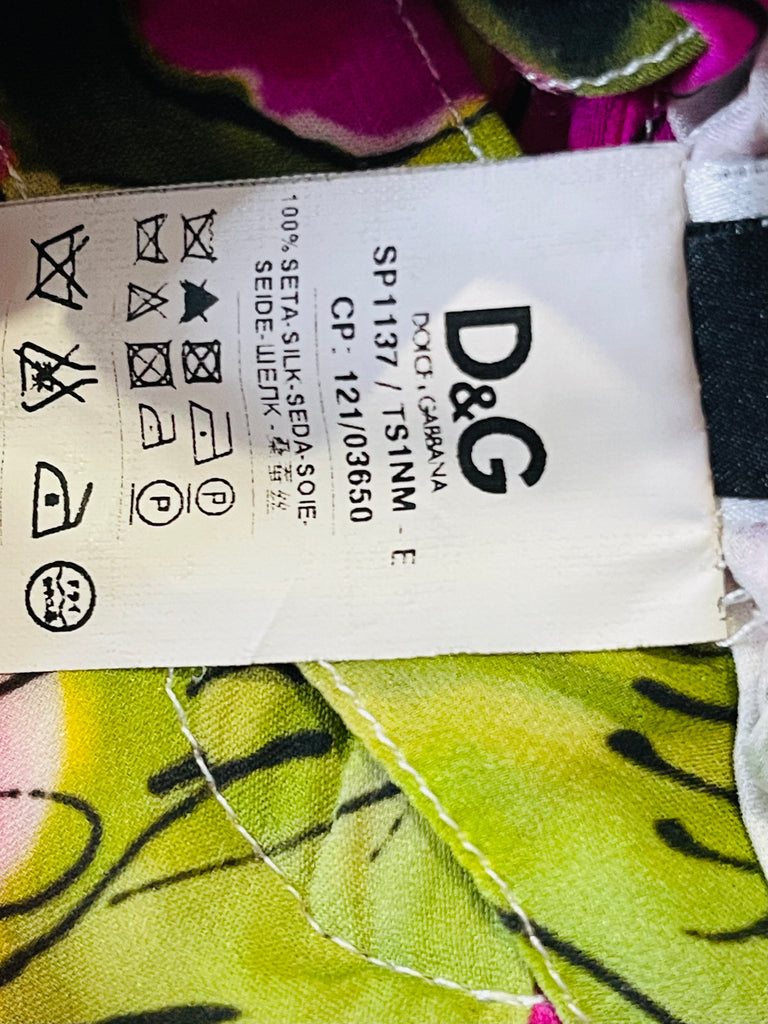 D&G
DOLCE & GABBANA
SP1137 / TS1NM - E
CP: 121/03650
100% SETA-SILK-SEDA-SOIE-
SEIDE-ШЕЛК-桑蚕丝
P
P